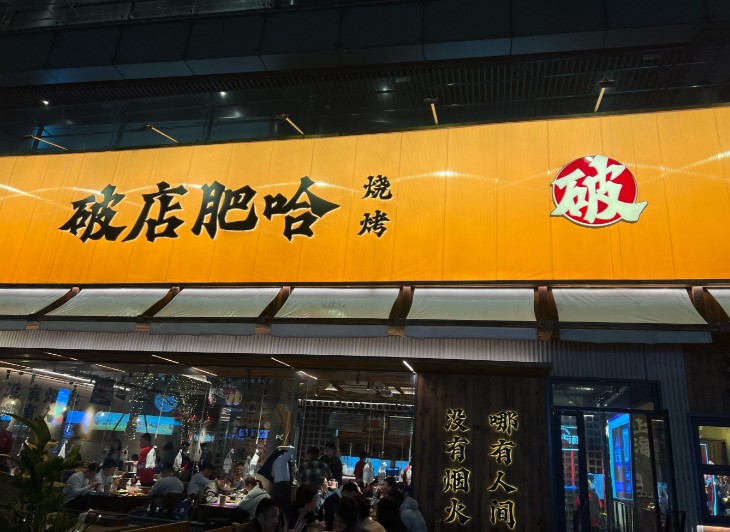 破店肥哈
烧烤
破
没有烟火
哪有人间